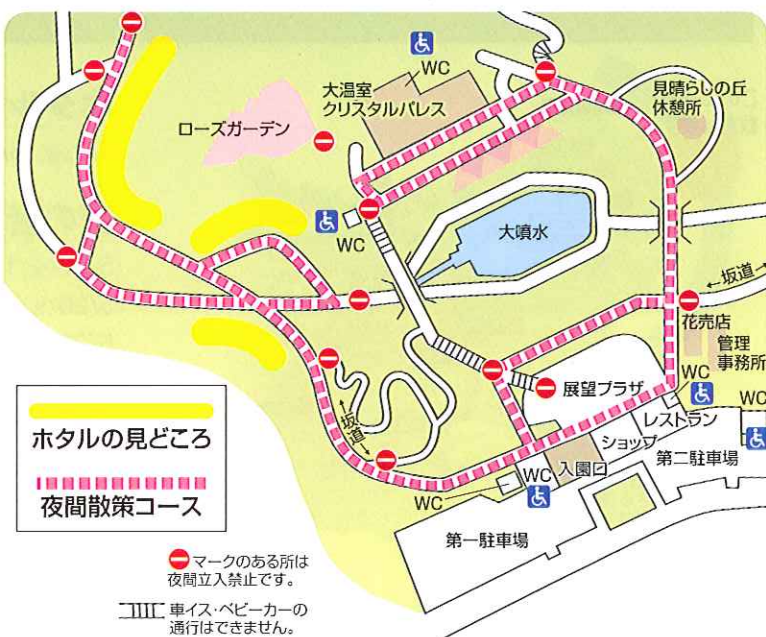 WC
大温室
クリスタルパレス
見晴らしの丘
休憩所
ローズガーデン
WC
大噴水
←坂道→
花売店
管理
事務所
展望プラザ
WC
WC
レストラン
ショップ
第二駐車場
←坂道→
入園口
WC
WC
第一駐車場
ホタルの見どころ
夜間散策コース
マークのある所は
夜間立入禁止です。
車イス・ベビーカーの
通行はできません。